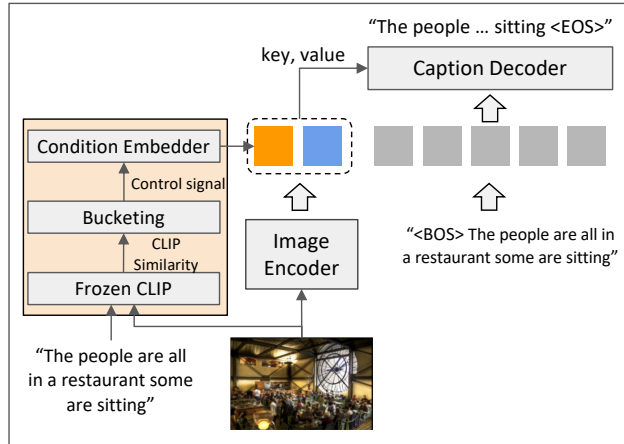 “The people … sitting <EOS>”
key, value
Caption Decoder
Condition Embedder
Control signal
Bucketing
CLIP
Similarity
Frozen CLIP
Image
Encoder
“<BOS> The people are all in
a restaurant some are sitting”
“The people are all
in a restaurant some
are sitting”